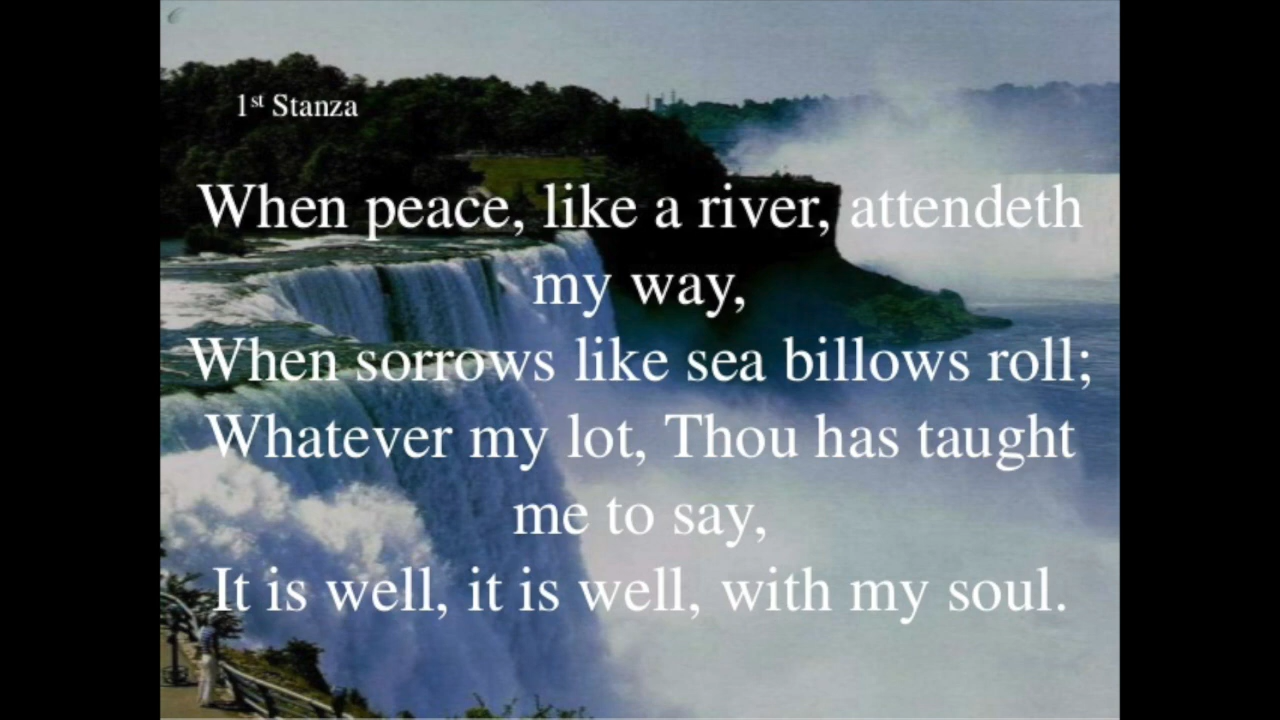 1st Stanza
When peace, like a river, attendeth
my way,
When sorrows like sea billows roll;
Whatever my lot, Thou has taught
me to say,
It is well, it is well, with my soul.